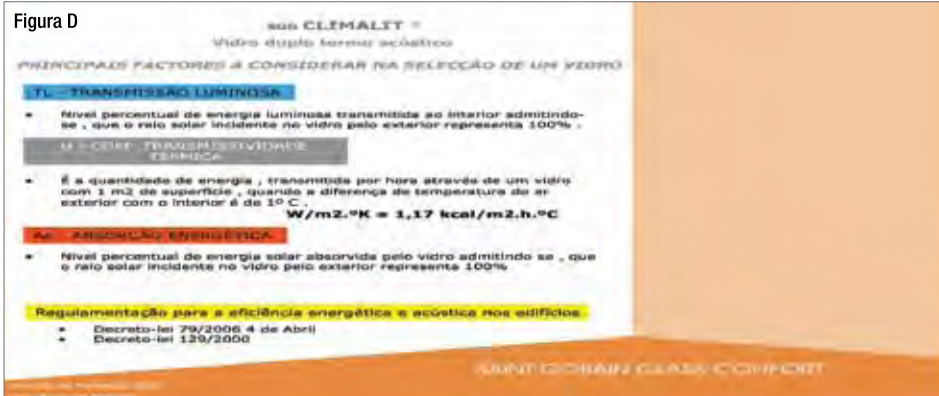 Figura D
sgg CLIMALIT ®
Vidro duplo termo acústico
PRINCIPAIS FACTORES A CONSIDERAR NA SELECÇÃO DE UM VIDRO
TL - TRANSMISSÃO LUMINOSA
• Nivel percentual de energia luminosa transmitida ao interior admitindo-
se , que o raio solar incidente no vidro pelo exterior representa 100% .
U - COEF. TRANSMISSIVIDADE
TERMICA
• É a quantidade de energia , transmitida por hora através de um vidro
com 1 m2 de superfície , quando a diferença de temperatura do ar
exterior com o interior é de 1º C .
W/m2.ºK = 1,17 kcal/m2.h.ºC
Ae - ABSORÇÃO ENERGÉTICA
• Nivel percentual de energia solar absorvida pelo vidro admitindo se , que
o raio solar incidente no vidro pelo exterior representa 100%
Regulamentação para a eficiência energética e acústica nos edifícios.
• Decreto-lei 79/2006 4 de Abril
• Decreto-lei 129/2000
SAINT-GOBAIN GLASS COMFORT